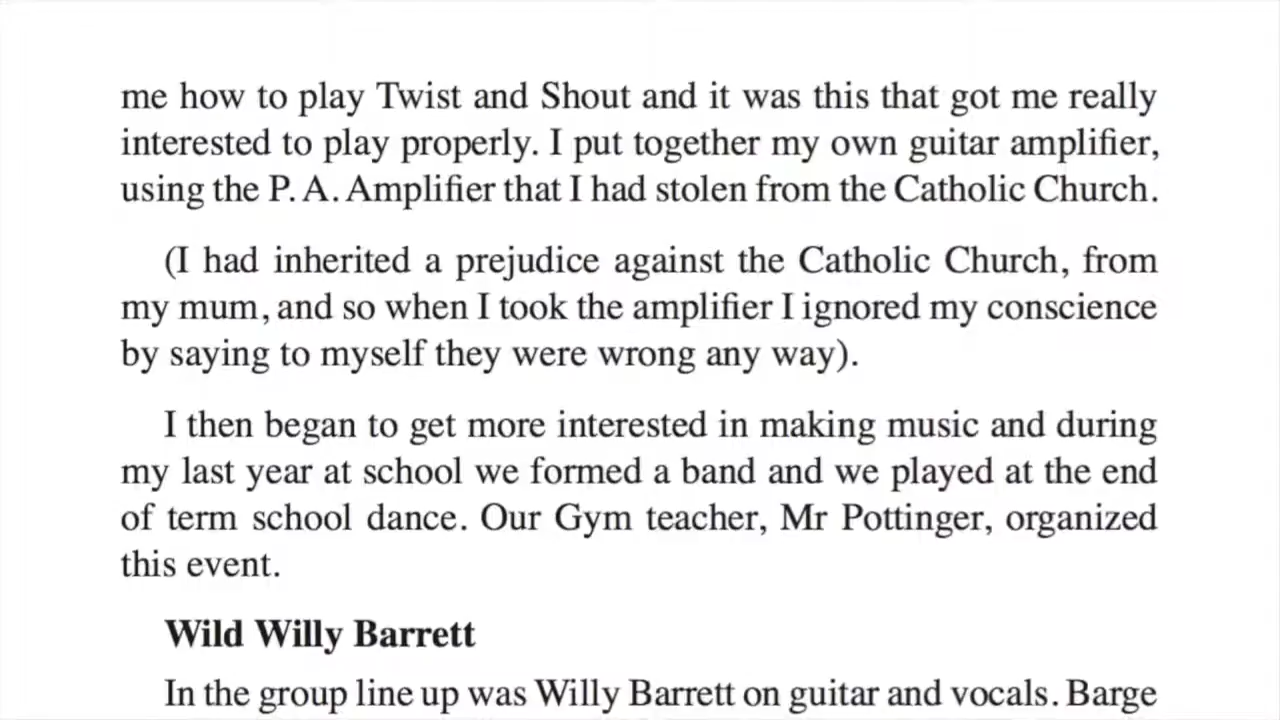 me how to play Twist and Shout and it was this that got me really
interested to play properly. I put together my own guitar amplifier,
using the P. A. Amplifier that I had stolen from the Catholic Church.
(I had inherited a prejudice against the Catholic Church, from
my mum, and so when I took the amplifier I ignored my conscience
by saying to myself they were wrong any way).
I then began to get more interested in making music and during
my last year at school we formed a band and we played at the end
of term school dance. Our Gym teacher, Mr Pottinger, organized
this event.
Wild Willy Barrett
In the group line up was Willy Barrett on guitar and vocals. Barge